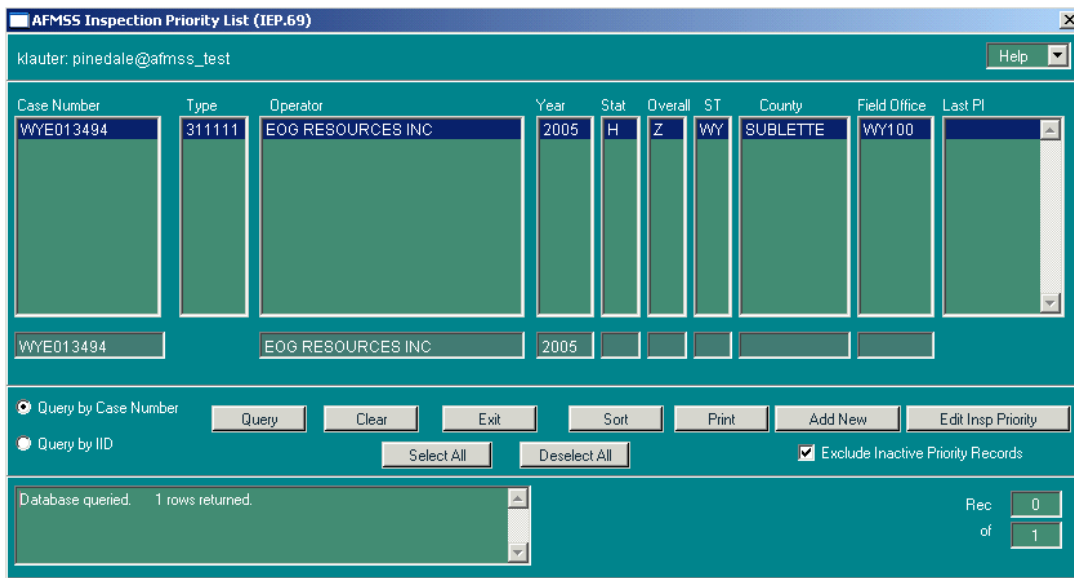 AFMSS Inspection Priority List (IEP.69)
klauter: pinedale@afmss_test Help
Case Number Type Operator Year Stat Overall ST County Field Office Last PI
WYE013494 311111 EOG RESOURCES INC 2005 H Z WY SUBLETTE WY100
WYE013494 EOG RESOURCES INC 2005
Query by Case Number Query Clear Exit Sort Print Add New Edit Insp Priority
Query by IID Select All Deselect All Exclude Inactive Priority Records
Database queried. 1 rows returned.
Rec 0
of 1